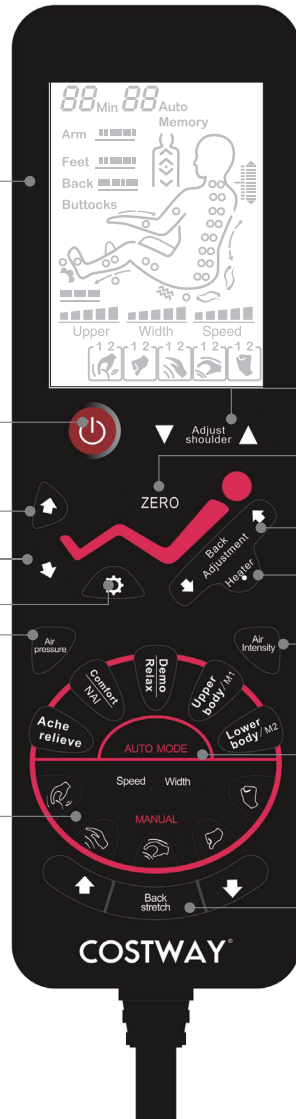 88 Min 88 Auto
Memory
Arm
Feet
Back
Buttocks
Upper Width Speed
1 2 1 2 1 2 1 2 1 2
Adjust
shoulder
ZERO
Back
Adjustment
Heater
Air
pressure
Air
Intensity
Ache
relieve
Comfort
NAI
Demo
Relax
Upper
body/M1
Lower
body/M2
AUTO MODE
Speed Width
MANUAL
Back
stretch
COSTWAY®